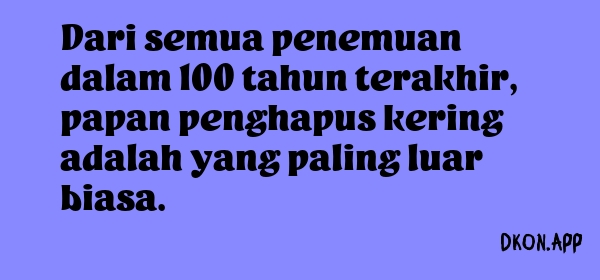 Dari semua penemuan
dalam 100 tahun terakhir,
papan penghapus kering
adalah yang paling luar
biasa.
DKON.APP